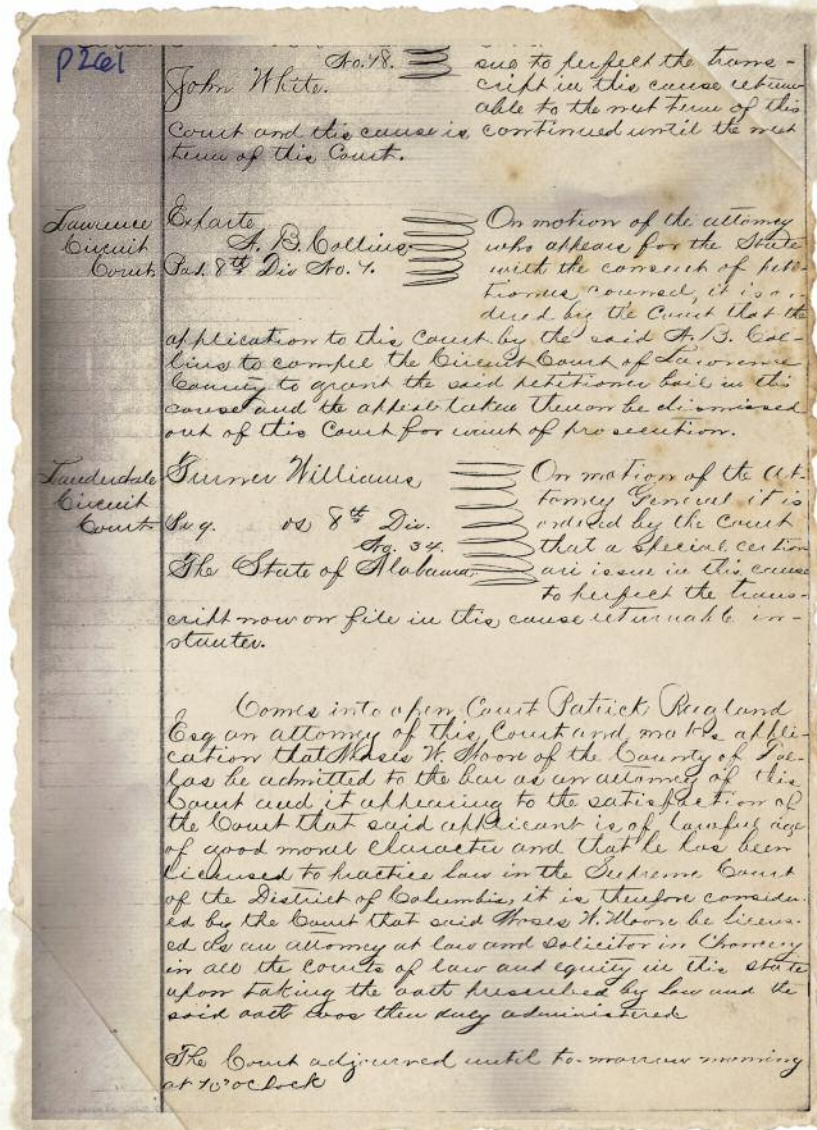 p261
No. 18.
John White.
sue to perfect the trans-
cript in this cause return
able to the next term of this
Court and this cause is continued until the next
term of this Court.
Lawrence
Circuit
Court
Exparte
A. B. Collins
Pat. 8th Div No. 7.
On motion of the attorney
who appears for the State
with the consent of peti-
tioners counsel, it is or-
dered by the Court that the
application to this Court by the said A. B. Col-
lins to compel the Circuit Court of Lawrence
County to grant the said petitioner bail in this
cause and the appeal taken thereon be dismissed
out of this Court for want of prosecution.
Lauderdale
Circuit
Court
Turner Williams
vs 8th Div.
No. 34.
The State of Alabama.
On motion of the At-
torney General it is
ordered by the Court
that a special certior
ari issue in this cause
to perfect the trans-
cript now on file in this cause returnable in-
stanter.
Comes into open Court Patrick Ragland
Esq an attorney of this Court and makes appli-
cation that Moses W. Moore of the County of Dal-
las be admitted to the bar as an attorney of this
Court and it appearing to the satisfaction of
the Court that said applicant is of lawful age
of good moral character and that he has been
licensed to practice law in the Supreme Court
of the District of Columbia, it is therefore consider-
ed by the Court that said Moses W. Moore be licens-
ed as an attorney at law and solicitor in Chancery
in all the courts of law and equity in this state
upon taking the oath prescribed by law and the
said oath was then duly administered
The Court adjourned until to-morrow morning
at 10 oclock